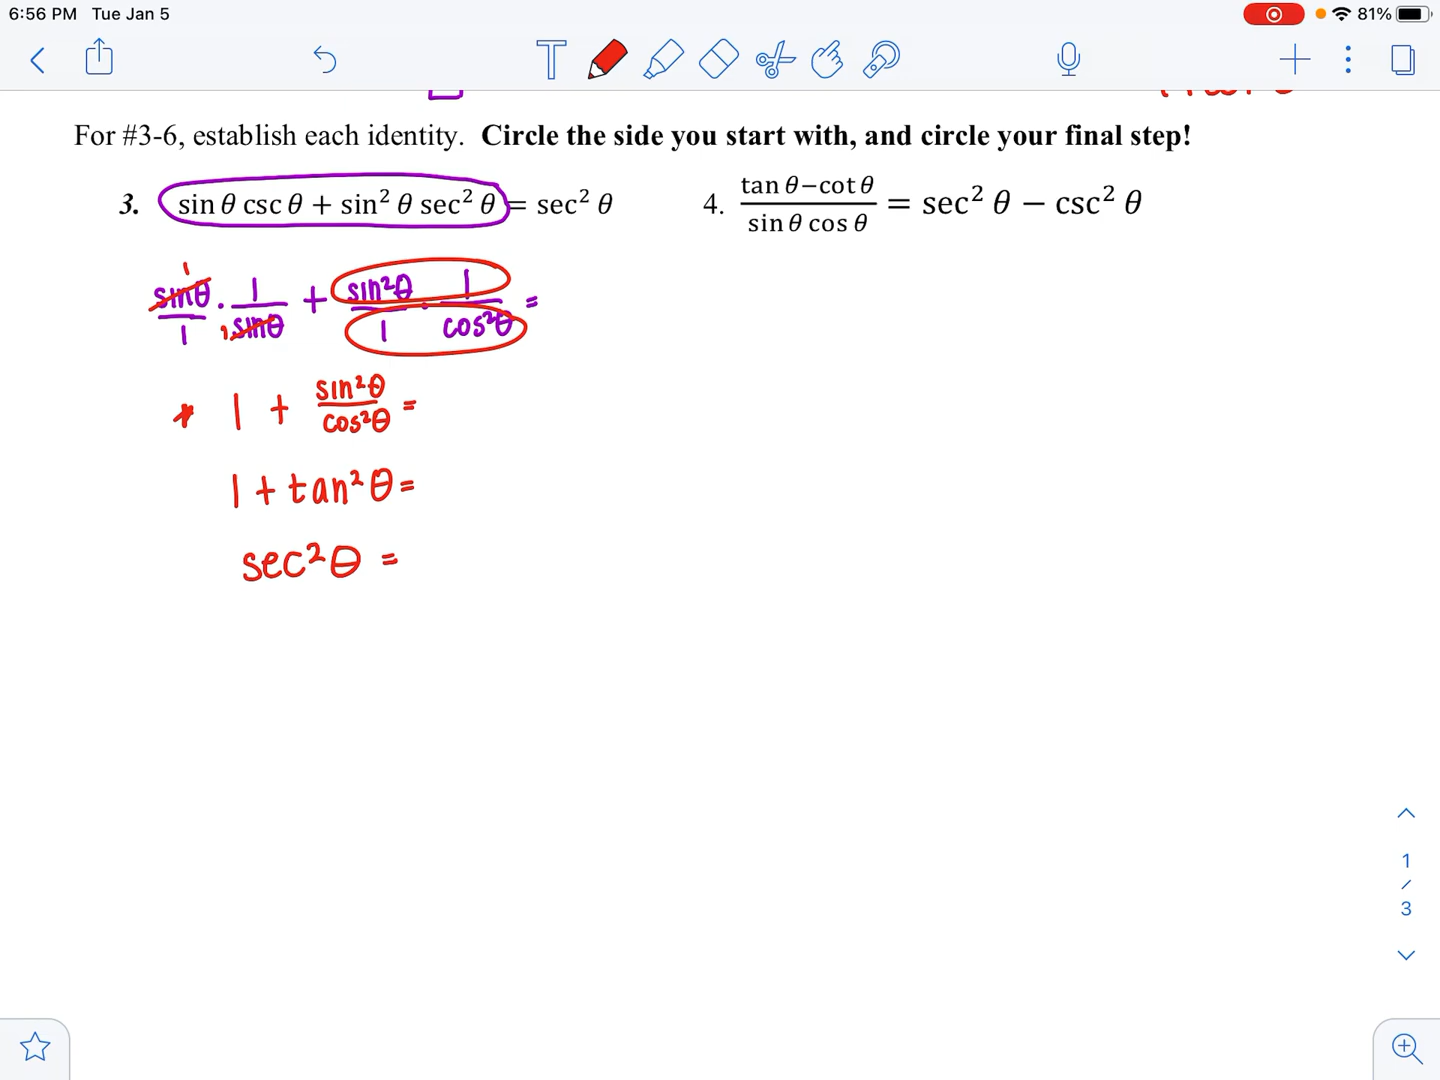 6:56 PM Tue Jan 5 81%
For #3-6, establish each identity. Circle the side you start with, and circle your final step!
3. sin θ csc θ + sin² θ sec² θ = sec² θ
4. (tan θ−cot θ)/(sin θ cos θ) = sec² θ − csc² θ
sinθ/1 · 1/sinθ + sin²θ/1 · 1/cos²θ =
1 1
* 1 + sin²θ/cos²θ =
1 + tan²θ =
sec²θ =
1
/
3